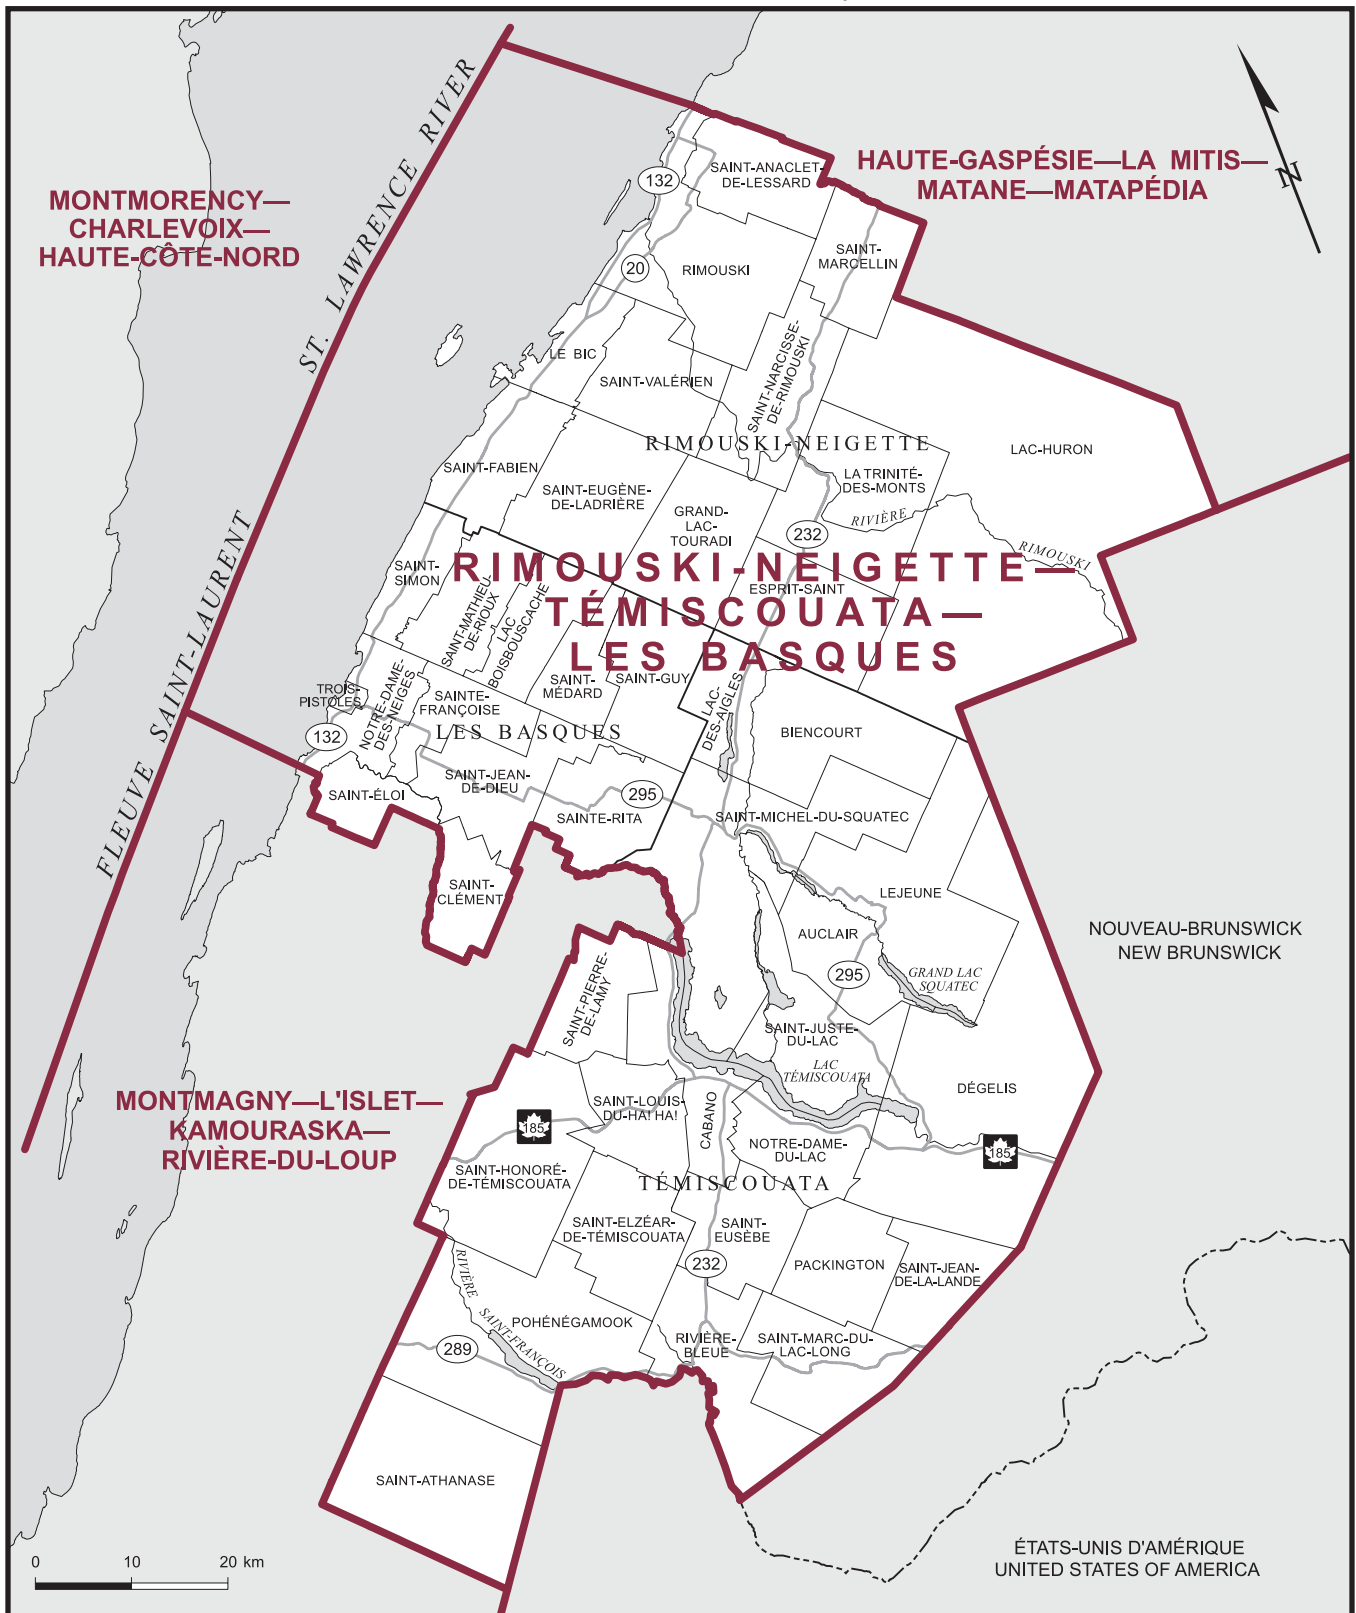 HAUTE-GASPÉSIE—LA MITIS—
MATANE—MATAPÉDIA
MONTMORENCY—
CHARLEVOIX—
HAUTE-CÔTE-NORD
N
ST. LAWRENCE RIVER
FLEUVE SAINT-LAURENT
132
SAINT-ANACLET-
DE-LESSARD
20
RIMOUSKI
SAINT-
MARCELLIN
LE BIC
SAINT-VALÉRIEN
SAINT-NARCISSE-
DE-RIMOUSKI
RIMOUSKI-NEIGETTE
LAC-HURON
SAINT-FABIEN
SAINT-EUGÈNE-
DE-LADRIÈRE
LA TRINITÉ-
DES-MONTS
GRAND-
LAC-
TOURADI
RIVIÈRE
RIMOUSKI
232
SAINT-
SIMON
RIMOUSKI-NEIGETTE—
TÉMISCOUATA—
LES BASQUES
ESPRIT-SAINT
SAINT-MATHIEU-
DE-RIOUX
LAC
BOISBOUSCACHE
SAINT-
MÉDARD
SAINT-GUY
LAC-
DES-AIGLES
TROIS-
PISTOLES
NOTRE-DAME-
DES-NEIGES
SAINTE-
FRANÇOISE
LES BASQUES
BIENCOURT
132
SAINT-ÉLOI
SAINT-JEAN-
DE-DIEU
295
SAINTE-RITA
SAINT-MICHEL-DU-SQUATEC
SAINT-
CLÉMENT
LEJEUNE
AUCLAIR
NOUVEAU-BRUNSWICK
NEW BRUNSWICK
295
GRAND LAC
SQUATEC
SAINT-PIERRE-
DE-LAMY
SAINT-JUSTE-
DU-LAC
LAC
TÉMISCOUATA
DÉGELIS
MONTMAGNY—L'ISLET—
KAMOURASKA—
RIVIÈRE-DU-LOUP
SAINT-LOUIS-
DU-HA! HA!
185
CABANO
NOTRE-DAME-
DU-LAC
185
SAINT-HONORÉ-
DE-TÉMISCOUATA
TÉMISCOUATA
SAINT-ELZÉAR-
DE-TÉMISCOUATA
SAINT-
EUSÈBE
232
PACKINGTON
SAINT-JEAN-
DE-LA-LANDE
RIVIÈRE
SAINT-FRANÇOIS
POHÉNÉGAMOOK
289
RIVIÈRE-
BLEUE
SAINT-MARC-DU-
LAC-LONG
SAINT-ATHANASE
0 10 20 km
ÉTATS-UNIS D'AMÉRIQUE
UNITED STATES OF AMERICA